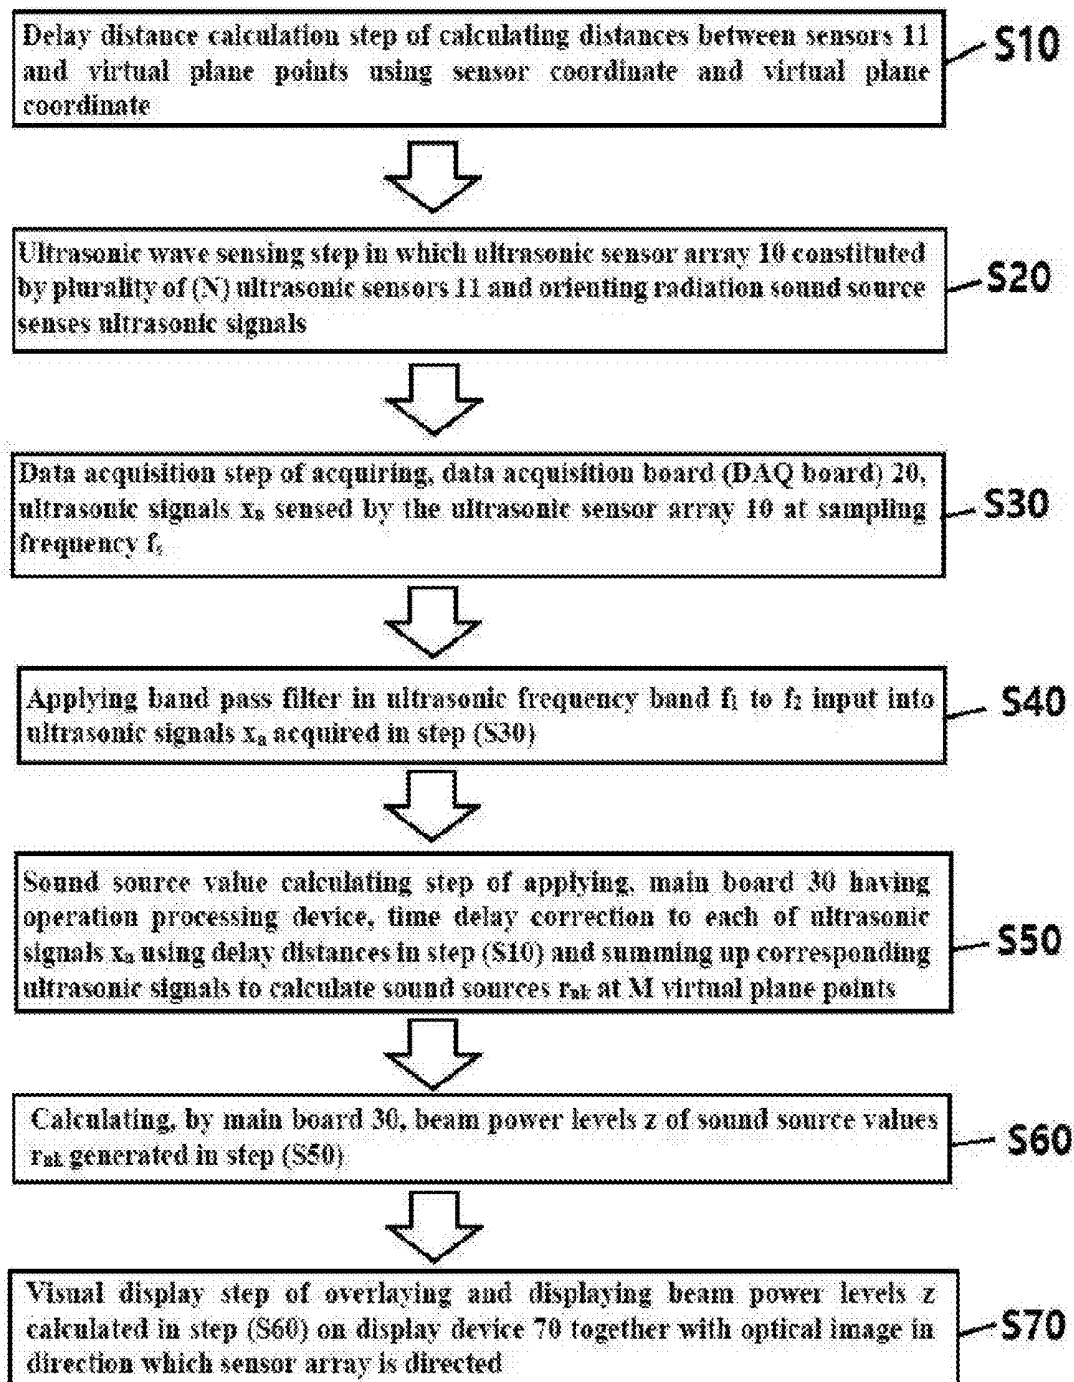 Delay distance calculation step of calculating distances between sensors 11
and virtual plane points using sensor coordinate and virtual plane
coordinate
S10
Ultrasonic wave sensing step in which ultrasonic sensor array 10 constituted
by plurality of (N) ultrasonic sensors 11 and orienting radiation sound source
senses ultrasonic signals
S20
Data acquisition step of acquiring, data acquisition board (DAQ board) 20,
ultrasonic signals xₙ sensed by the ultrasonic sensor array 10 at sampling
frequency fₛ
S30
Applying band pass filter in ultrasonic frequency band f₁ to f₂ input into
ultrasonic signals xₙ acquired in step (S30)
S40
Sound source value calculating step of applying, main board 30 having
operation processing device, time delay correction to each of ultrasonic
signals xₙ using delay distances in step (S10) and summing up corresponding
ultrasonic signals to calculate sound sources rₙₖ at M virtual plane points
S50
Calculating, by main board 30, beam power levels z of sound source values
rₙₖ generated in step (S50)
S60
Visual display step of overlaying and displaying beam power levels z
calculated in step (S60) on display device 70 together with optical image in
direction which sensor array is directed
S70